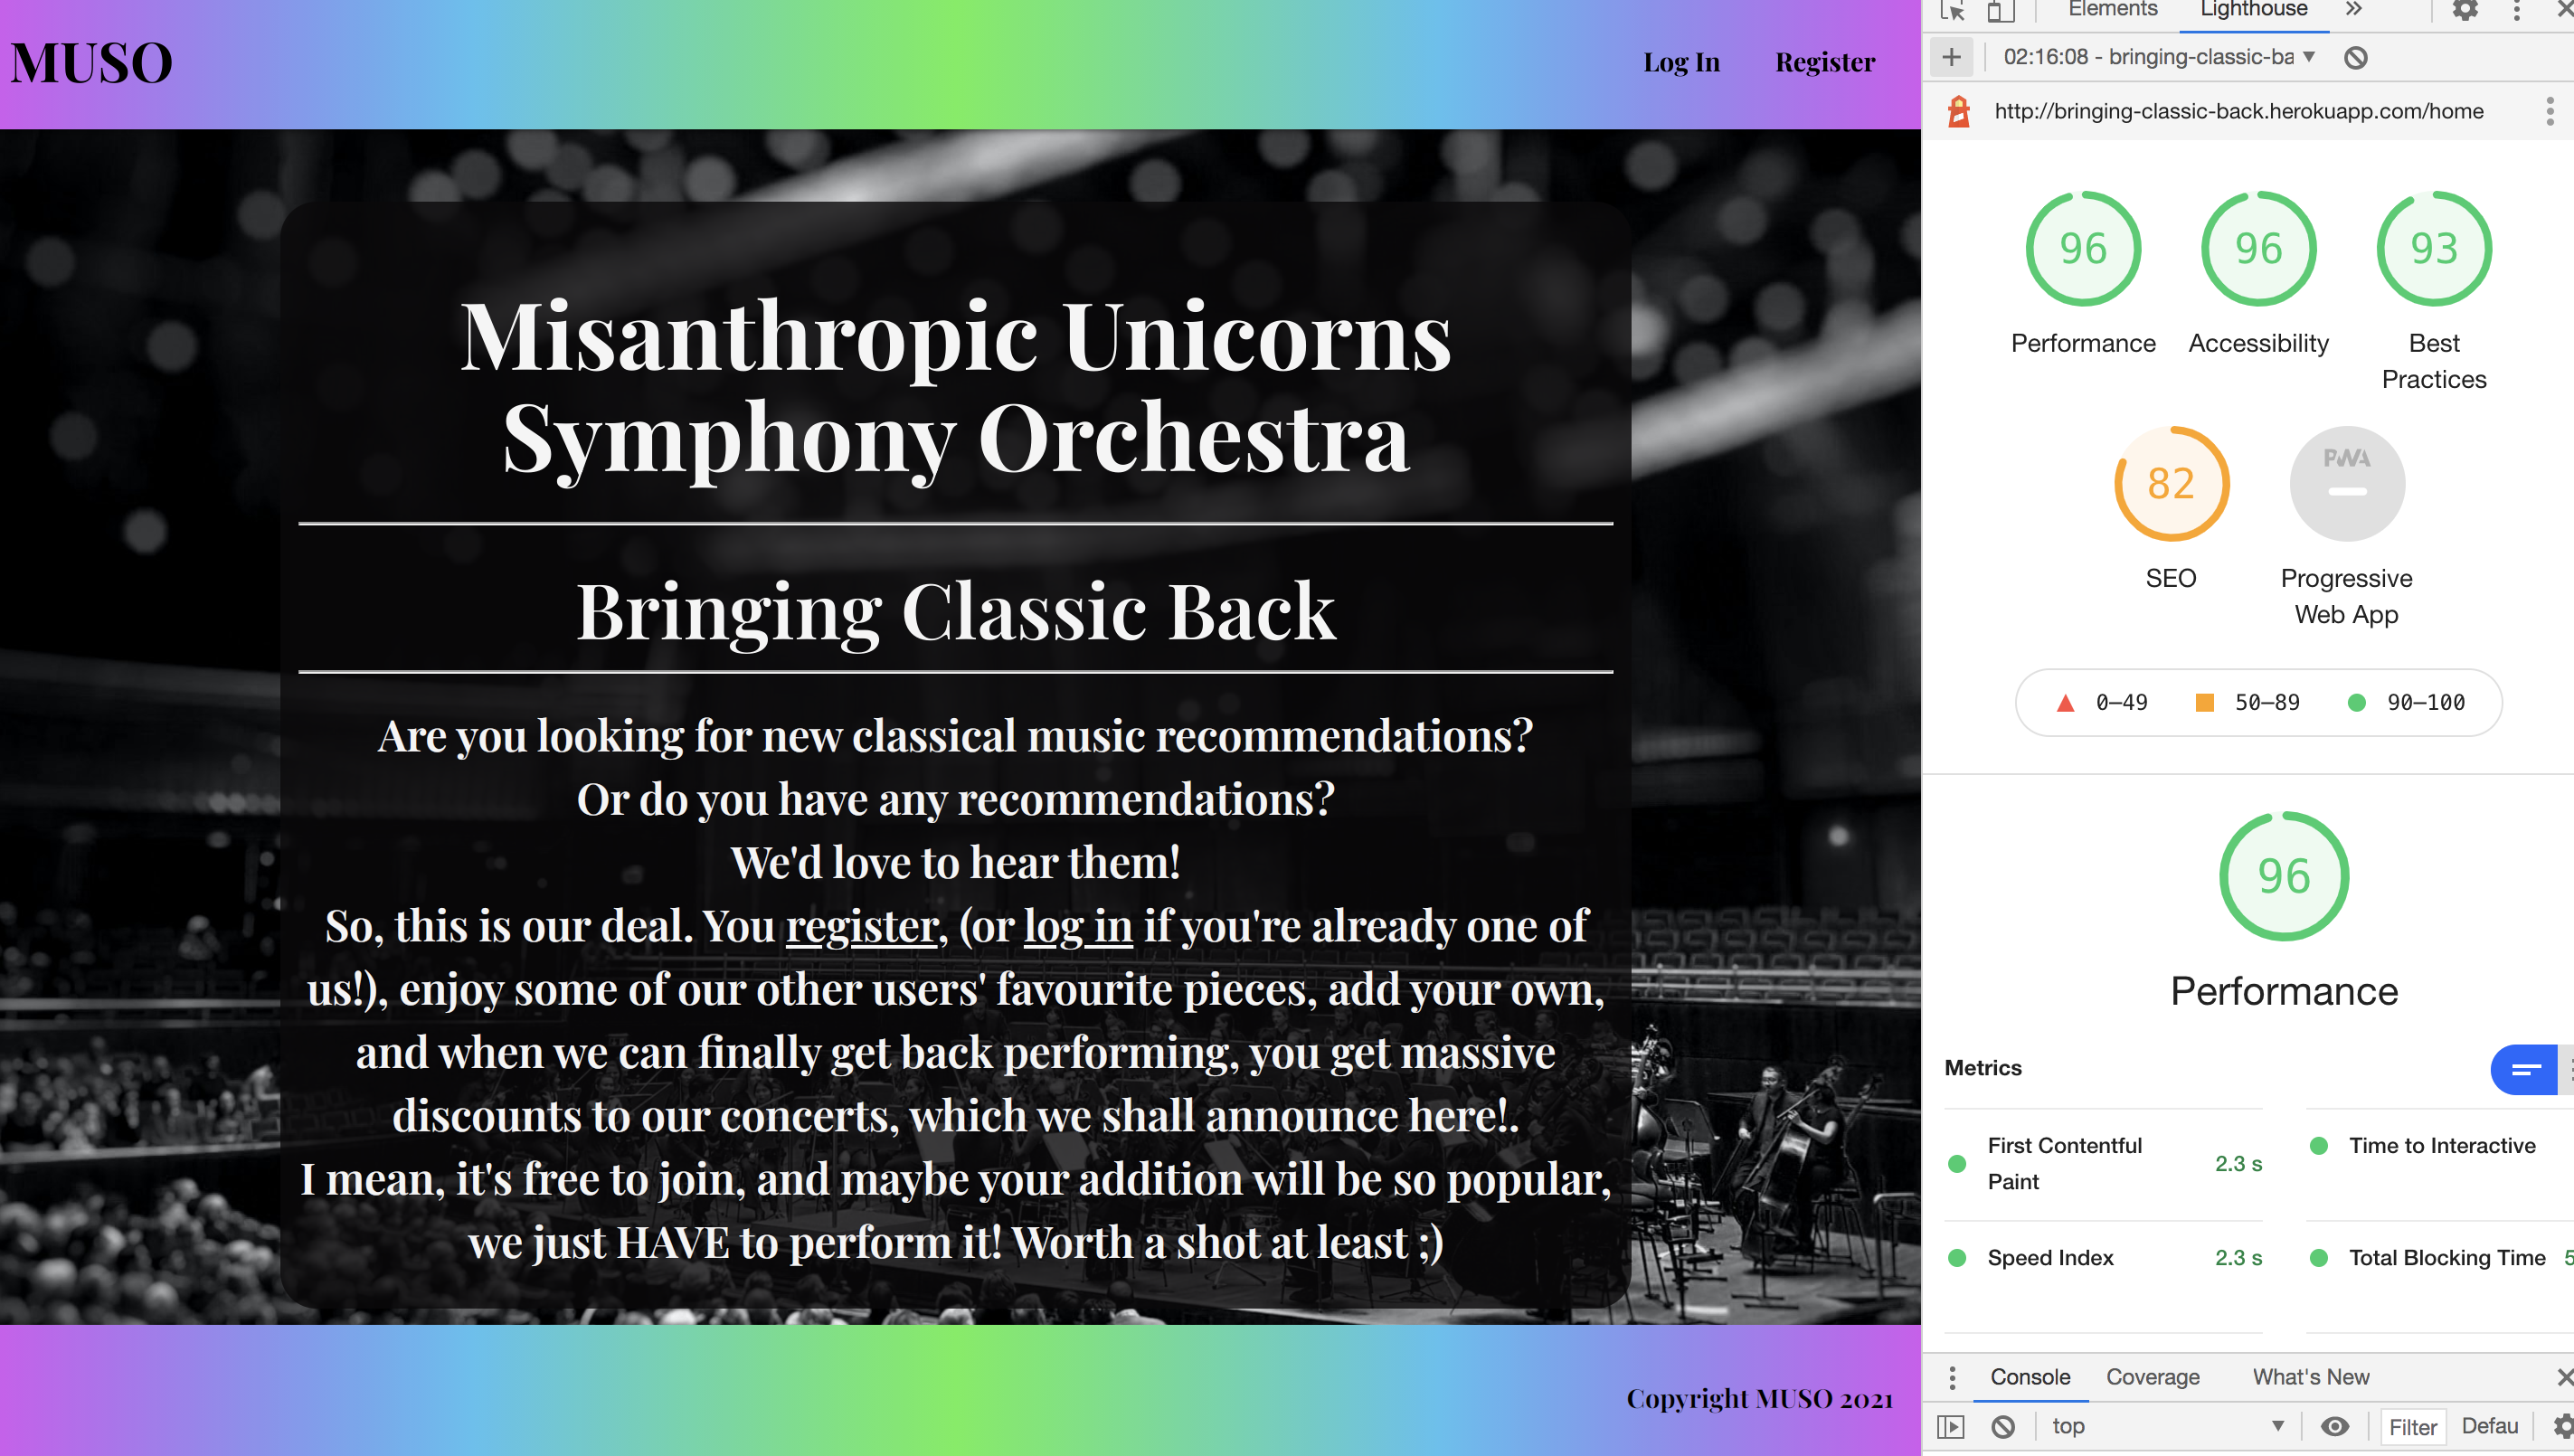 MUSO
Log In
Register
Misanthropic Unicorns
Symphony Orchestra
Bringing Classic Back
Are you looking for new classical music recommendations?
Or do you have any recommendations?
We'd love to hear them!
So, this is our deal. You register, (or log in if you're already one of
us!), enjoy some of our other users' favourite pieces, add your own,
and when we can finally get back performing, you get massive
discounts to our concerts, which we shall announce here!.
I mean, it's free to join, and maybe your addition will be so popular,
we just HAVE to perform it! Worth a shot at least ;)
Copyright MUSO 2021
Elements
Lighthouse
02:16:08 - bringing-classic-ba
http://bringing-classic-back.herokuapp.com/home
96
96
93
Performance
Accessibility
Best
Practices
82
PWA
SEO
Progressive
Web App
0–49
50–89
90–100
96
Performance
Metrics
First Contentful
Paint
2.3 s
Time to Interactive
Speed Index
2.3 s
Total Blocking Time
5
Console
Coverage
What's New
top
Filter
Defau